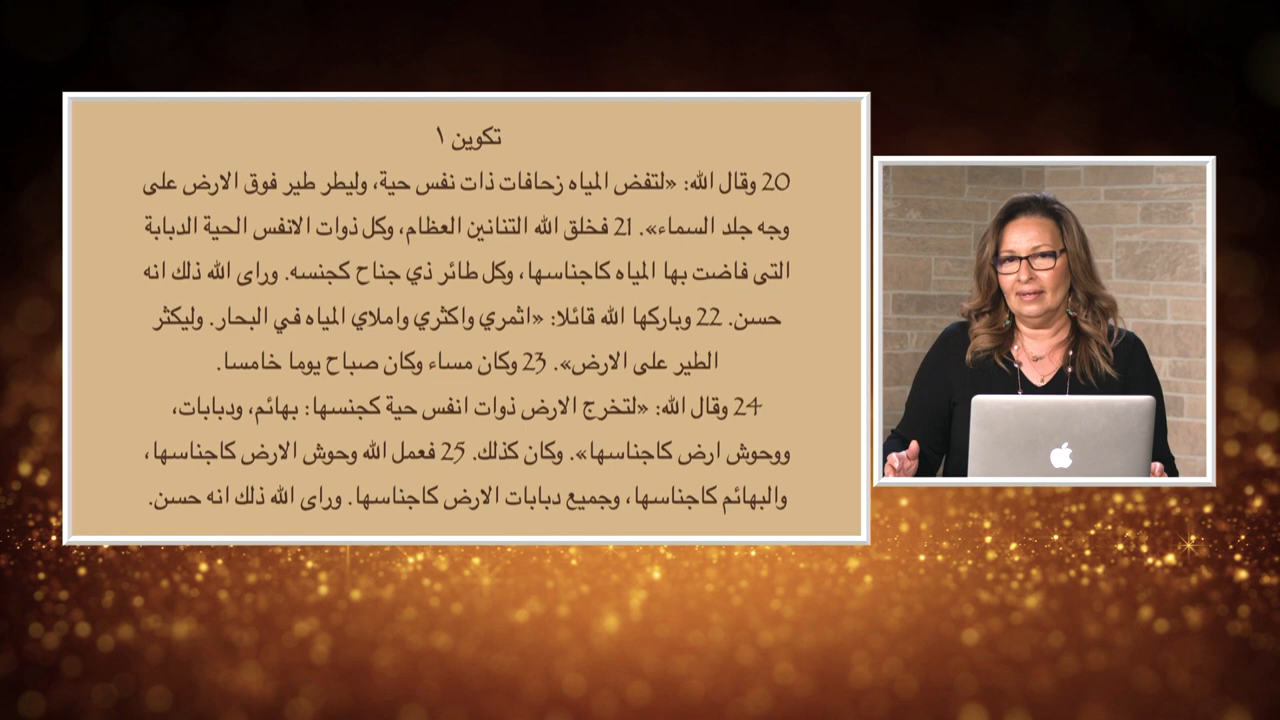 تكوين ١
20 وقال الله: «لتفض المياه زحافات ذات نفس حية، وليطر طير فوق الارض على
وجه جلد السماء». 21 فخلق الله التنانين العظام، وكل ذوات الانفس الحية الدبابة
التى فاضت بها المياه كاجناسها، وكل طائر ذي جناح كجنسه. وراى الله ذلك انه
حسن. 22 وباركها الله قائلا: «اثمري واكثري واملاي المياه في البحار. وليكثر
الطير على الارض». 23 وكان مساء وكان صباح يوما خامسا.
24 وقال الله: «لتخرج الارض ذوات انفس حية كجنسها: بهائم، ودبابات،
ووحوش ارض كاجناسها». وكان كذلك. 25 فعمل الله وحوش الارض كاجناسها،
والبهائم كاجناسها، وجميع دبابات الارض كاجناسها. وراى الله ذلك انه حسن.